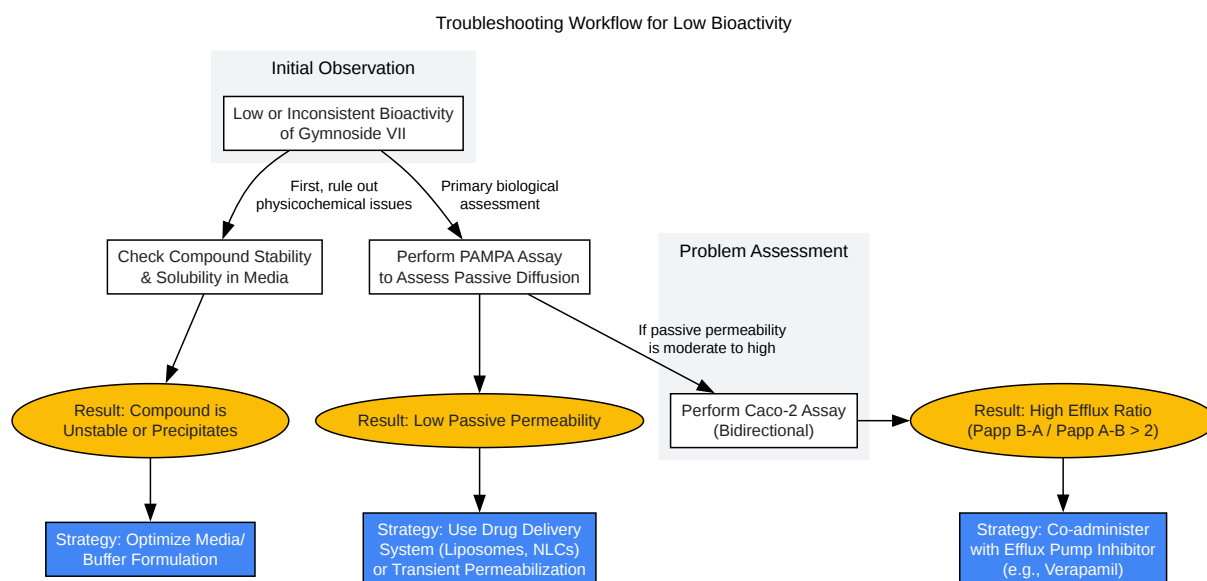 Troubleshooting Workflow for Low Bioactivity
Initial Observation
Low or Inconsistent Bioactivity
of Gymnoside VII
First, rule out
physicochemical issues
Primary biological
assessment
Check Compound Stability
& Solubility in Media
Perform PAMPA Assay
to Assess Passive Diffusion
Problem Assessment
If passive permeability
is moderate to high
Result: Compound is
Unstable or Precipitates
Result: Low Passive Permeability
Perform Caco-2 Assay
(Bidirectional)
Result: High Efflux Ratio
(Papp B-A / Papp A-B > 2)
Strategy: Optimize Media/
Buffer Formulation
Strategy: Use Drug Delivery
System (Liposomes, NLCs)
or Transient Permeabilization
Strategy: Co-administer
with Efflux Pump Inhibitor
(e.g., Verapamil)